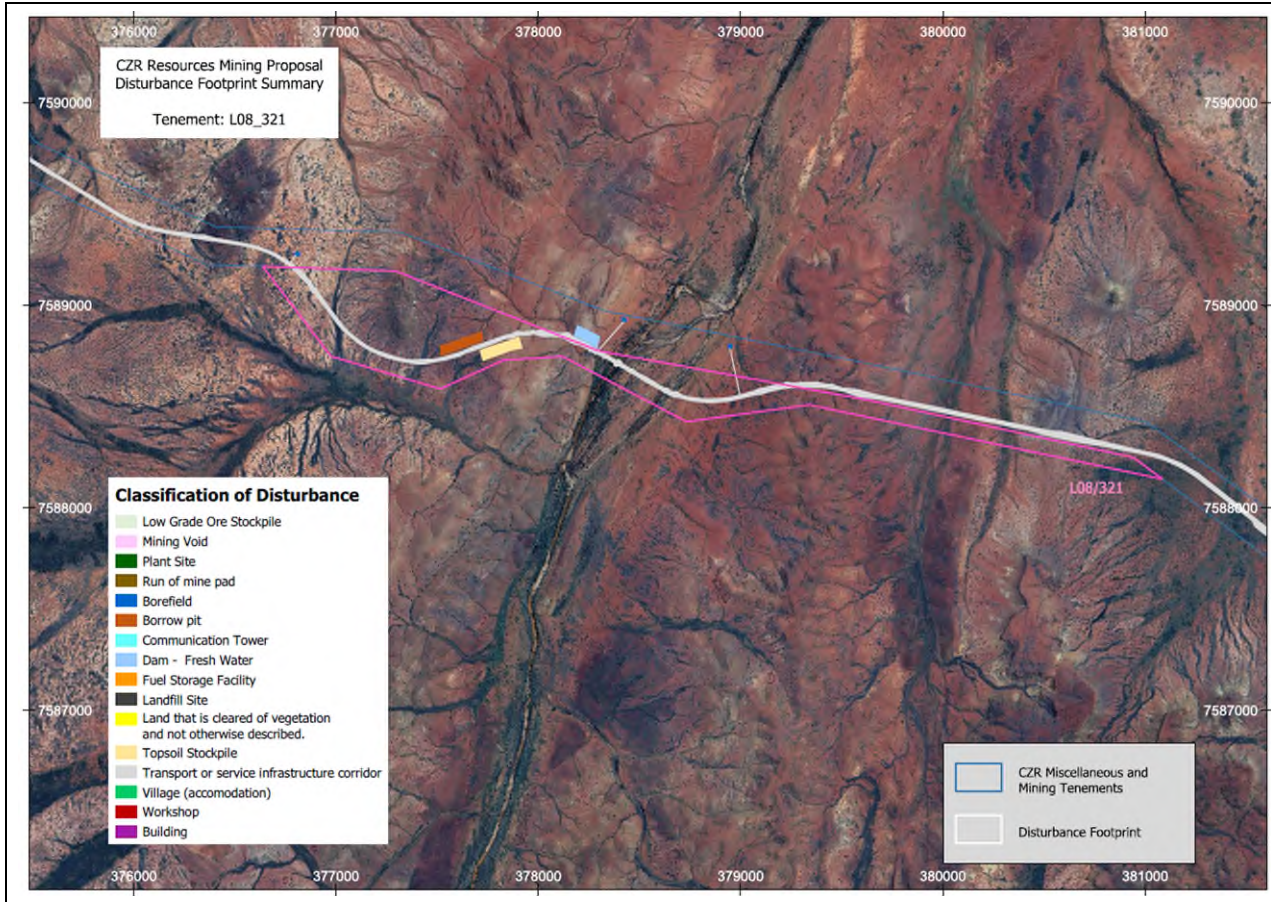 376000
377000
378000
379000
380000
381000
CZR Resources Mining Proposal
Disturbance Footprint Summary
Tenement: L08_321
7590000
7590000
7589000
7589000
L08/321
7588000
7588000
7587000
7587000
Classification of Disturbance
Low Grade Ore Stockpile
Mining Void
Plant Site
Run of mine pad
Borefield
Borrow pit
Communication Tower
Dam - Fresh Water
Fuel Storage Facility
Landfill Site
Land that is cleared of vegetation
and not otherwise described.
Topsoil Stockpile
Transport or service infrastructure corridor
Village (accomodation)
Workshop
Building
CZR Miscellaneous and
Mining Tenements
Disturbance Footprint
376000
377000
378000
379000
380000
381000